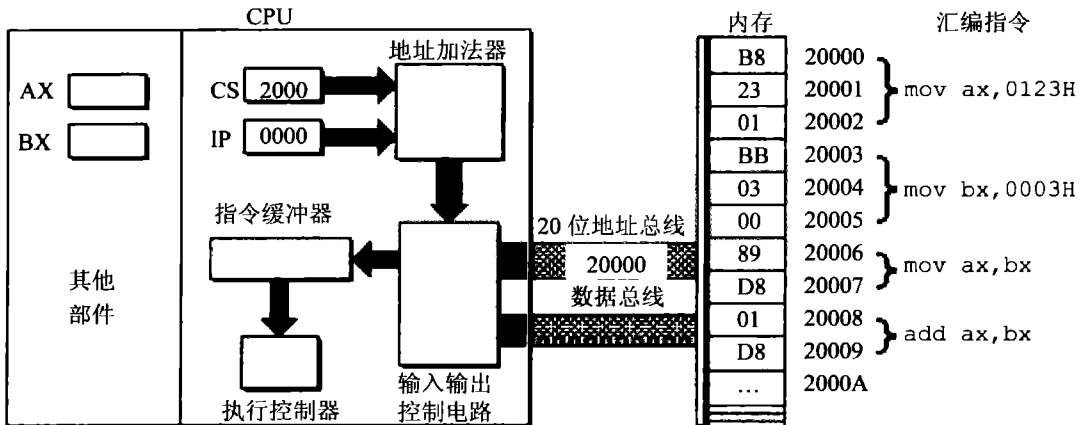 CPU
内存
汇编指令
地址加法器
AX
BX
CS 2000
IP 0000
指令缓冲器
其他
部件
执行控制器
输入输出
控制电路
20 位地址总线
20000
数据总线
B8 20000
23 20001
01 20002
mov ax,0123H
BB 20003
03 20004
00 20005
mov bx,0003H
89 20006
D8 20007
mov ax,bx
01 20008
D8 20009
add ax,bx
… 2000A